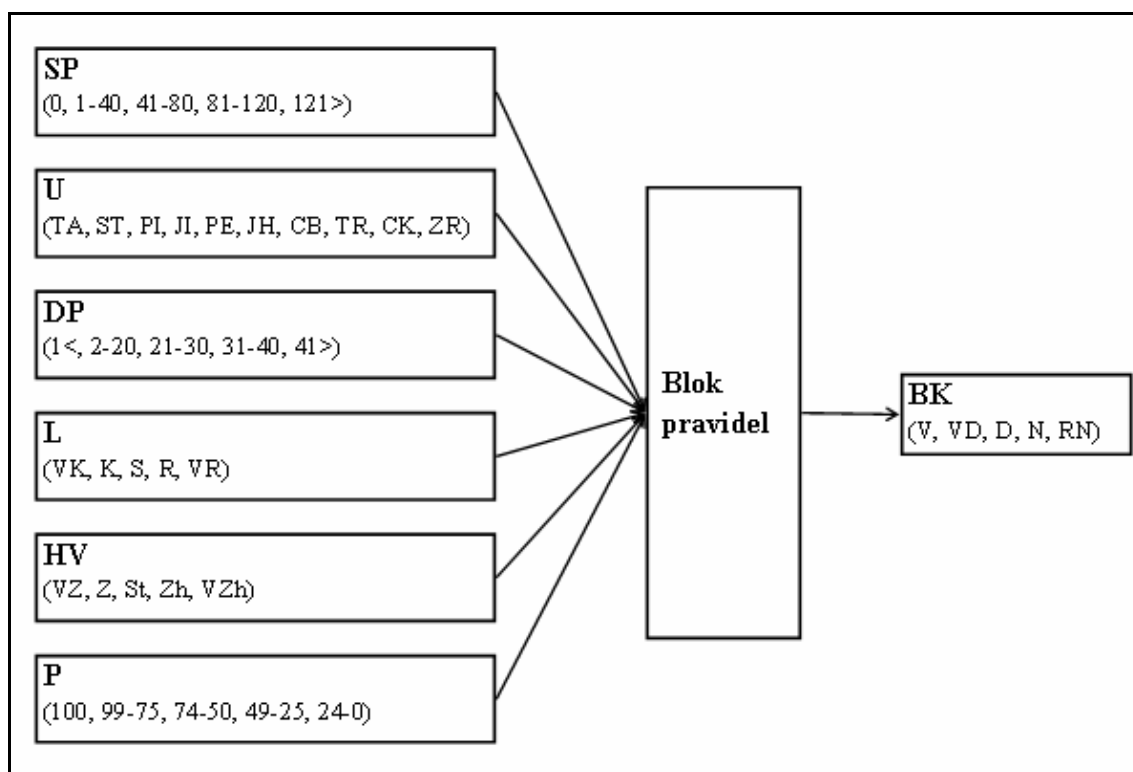 SP
(0, 1-40, 41-80, 81-120, 121>)
U
(TA, ST, PI, JI, PE, JH, CB, TR, CK, ZR)
DP
(1<, 2-20, 21-30, 31-40, 41>)
L
(VK, K, S, R, VR)
HV
(VZ, Z, St, Zh, VZh)
P
(100, 99-75, 74-50, 49-25, 24-0)
Blok
pravidel
BK
(V, VD, D, N, RN)